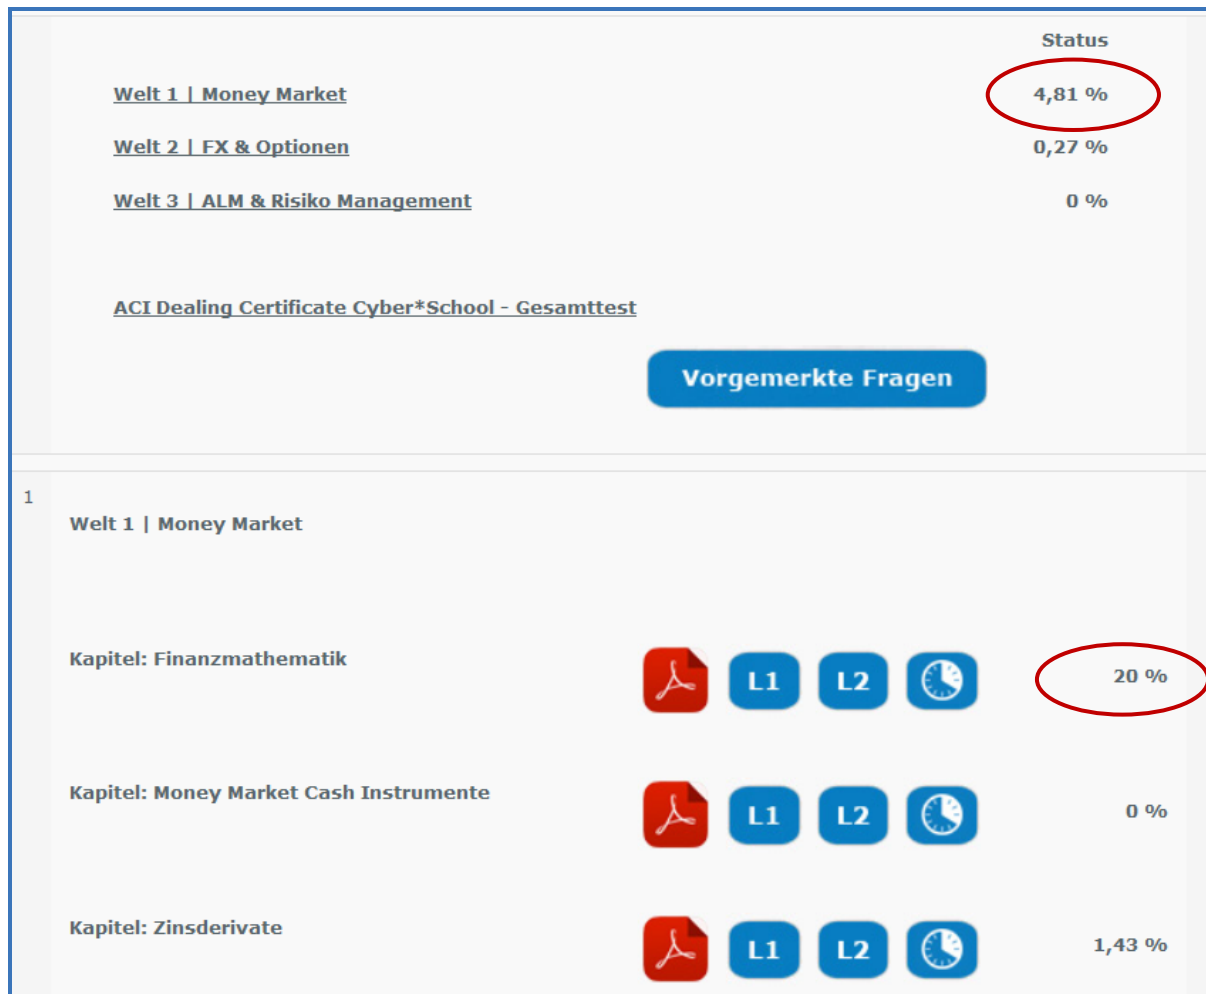 Status
Welt 1 | Money Market 4,81 %
Welt 2 | FX & Optionen 0,27 %
Welt 3 | ALM & Risiko Management 0 %
ACI Dealing Certificate Cyber*School - Gesamttest
Vorgemerkte Fragen
1
Welt 1 | Money Market
Kapitel: Finanzmathematik L1 L2 20 %
Kapitel: Money Market Cash Instrumente L1 L2 0 %
Kapitel: Zinsderivate L1 L2 1,43 %